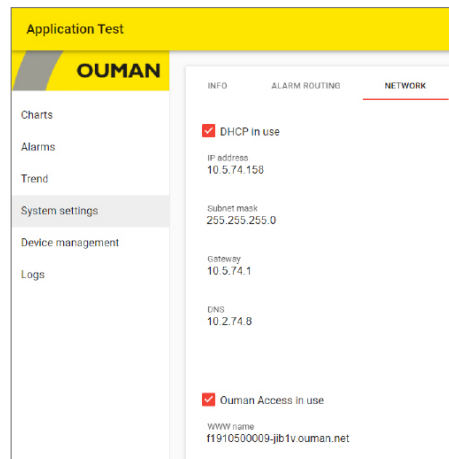 Application Test
OUMAN
Charts
Alarms
Trend
System settings
Device management
Logs
INFO ALARM ROUTING NETWORK
DHCP in use
IP address
10.5.74.158
Subnet mask
255.255.255.0
Gateway
10.5.74.1
DNS
10.2.74.8
Ouman Access in use
WWW name
f1910500009-jib1v.ouman.net